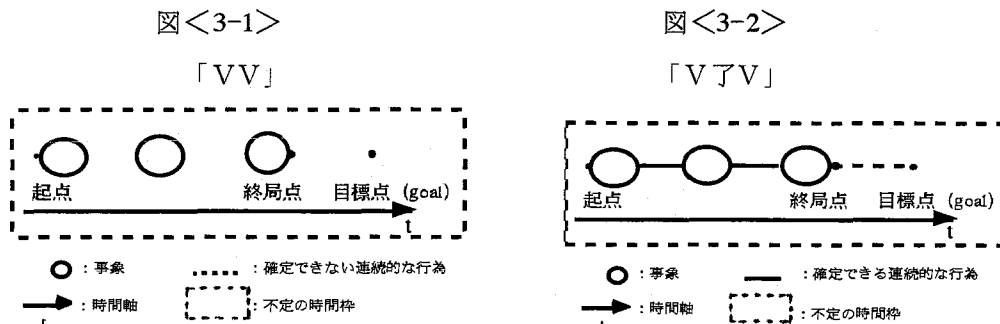 図＜3-1＞
「ＶＶ」
起点 終局点 目標点 (goal)
t
：事象 ：確定できない連続的な行為
：時間軸 ：不定の時間枠
図＜3-2＞
「Ｖ了Ｖ」
起点 終局点 目標点 (goal)
t
：事象 ：確定できる連続的な行為
：時間軸 ：不定の時間枠